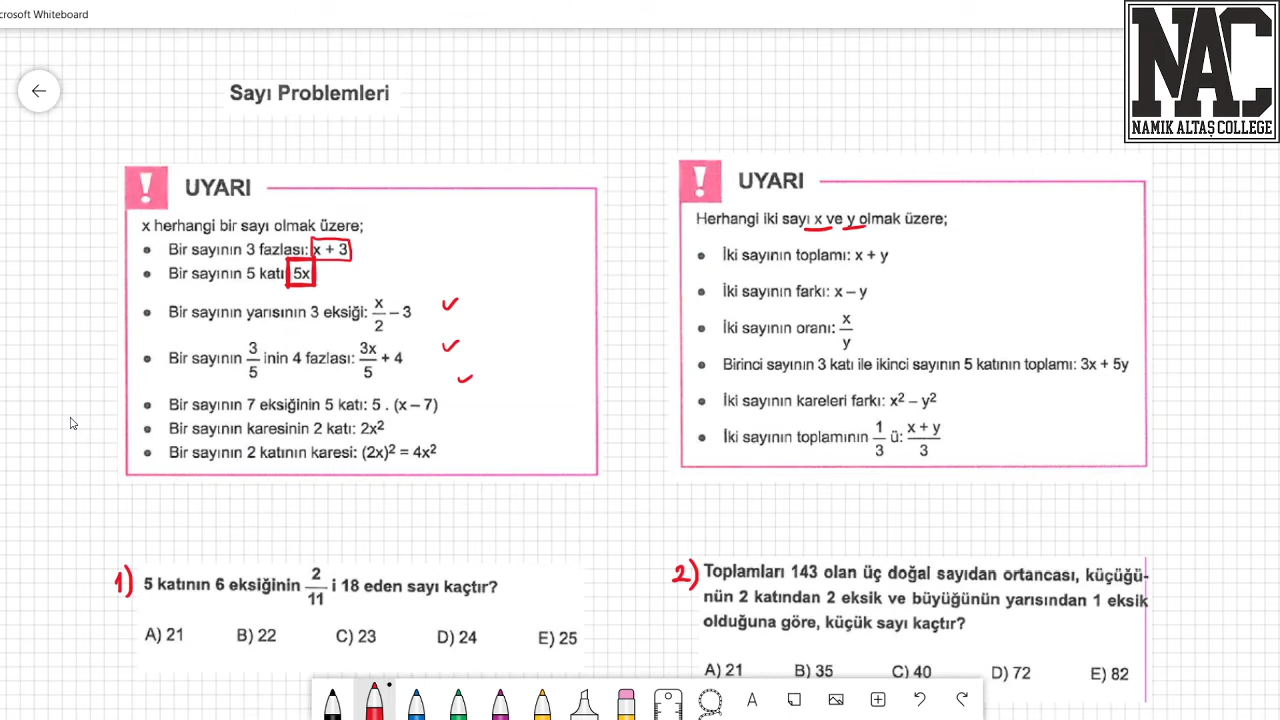 crosoft Whiteboard
NAC
NAMIK ALTAŞ COLLEGE
Sayı Problemleri
! UYARI
x herhangi bir sayı olmak üzere;
• Bir sayının 3 fazlası: x + 3
• Bir sayının 5 katı 5x
• Bir sayının yarısının 3 eksiği: x/2 – 3
• Bir sayının 3/5 inin 4 fazlası: 3x/5 + 4
• Bir sayının 7 eksiğinin 5 katı: 5 . (x – 7)
• Bir sayının karesinin 2 katı: 2x²
• Bir sayının 2 katının karesi: (2x)² = 4x²
! UYARI
Herhangi iki sayı x ve y olmak üzere;
• İki sayının toplamı: x + y
• İki sayının farkı: x – y
• İki sayının oranı: x/y
• Birinci sayının 3 katı ile ikinci sayının 5 katının toplamı: 3x + 5y
• İki sayının kareleri farkı: x² – y²
• İki sayının toplamının 1/3 ü: x + y/3
1) 5 katının 6 eksiğinin 2/11 i 18 eden sayı kaçtır?
A) 21 B) 22 C) 23 D) 24 E) 25
2) Toplamları 143 olan üç doğal sayıdan ortancası, küçüğü-
nün 2 katından 2 eksik ve büyüğünün yarısından 1 eksik
olduğuna göre, küçük sayı kaçtır?
A) 21 B) 35 C) 40 D) 72 E) 82
A